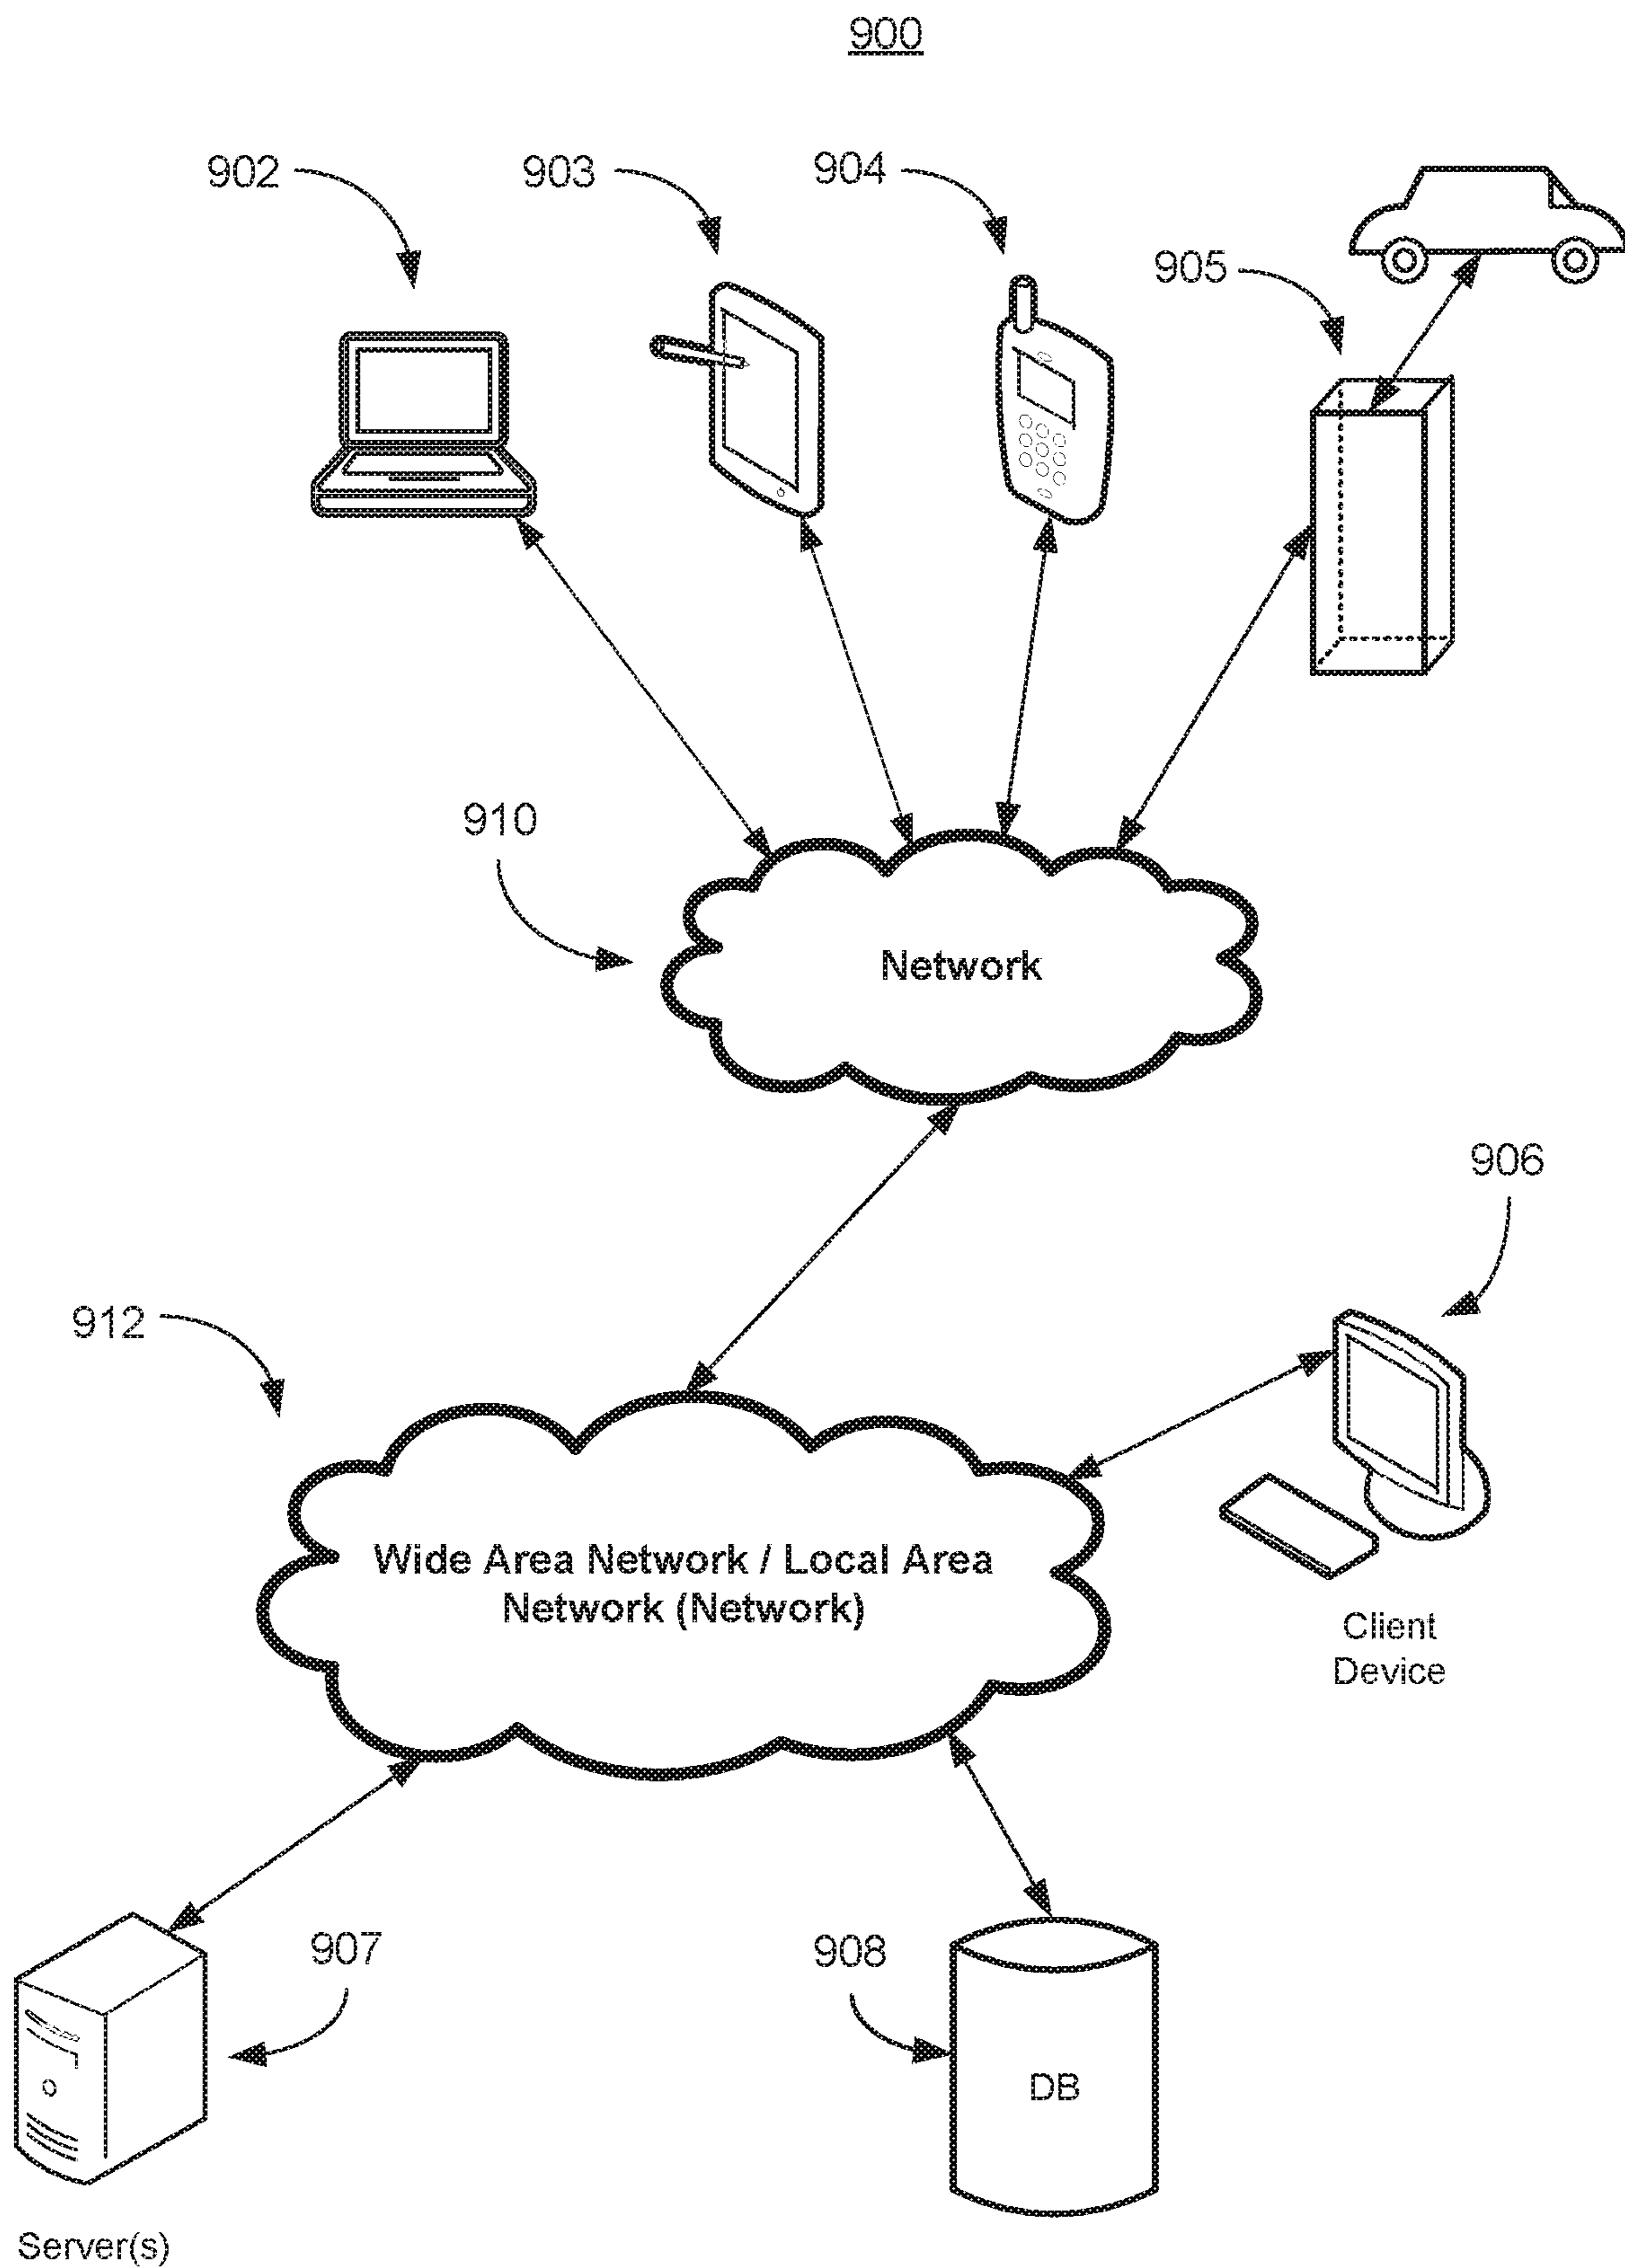 900
902
903
904
905
910
Network
906
912
Wide Area Network / Local Area
Network (Network)
Client
Device
907
908
DB
Server(s)